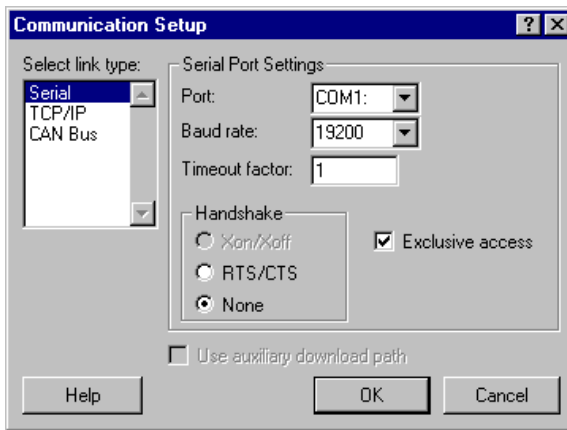 Communication Setup
Select link type:
Serial
TCP/IP
CAN Bus
Serial Port Settings
Port:
COM1:
Baud rate:
19200
Timeout factor:
1
Handshake
Xon/Xoff
RTS/CTS
None
Exclusive access
Use auxiliary download path
Help
OK
Cancel